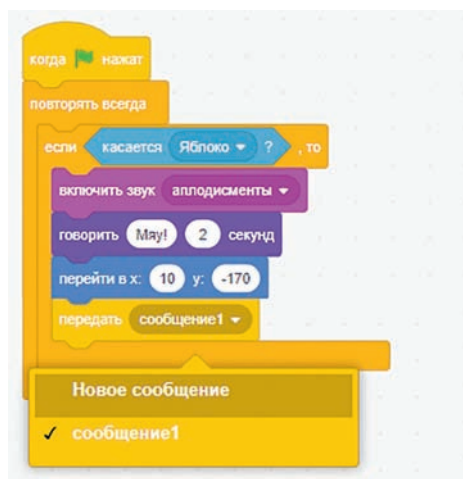 когда нажат
повторять всегда
если касается Яблоко ? , то
включить звук аплодисменты
говорить Мяу! 2 секунд
перейти в x: 10 y: -170
передать сообщение1
Новое сообщение
✓ сообщение1